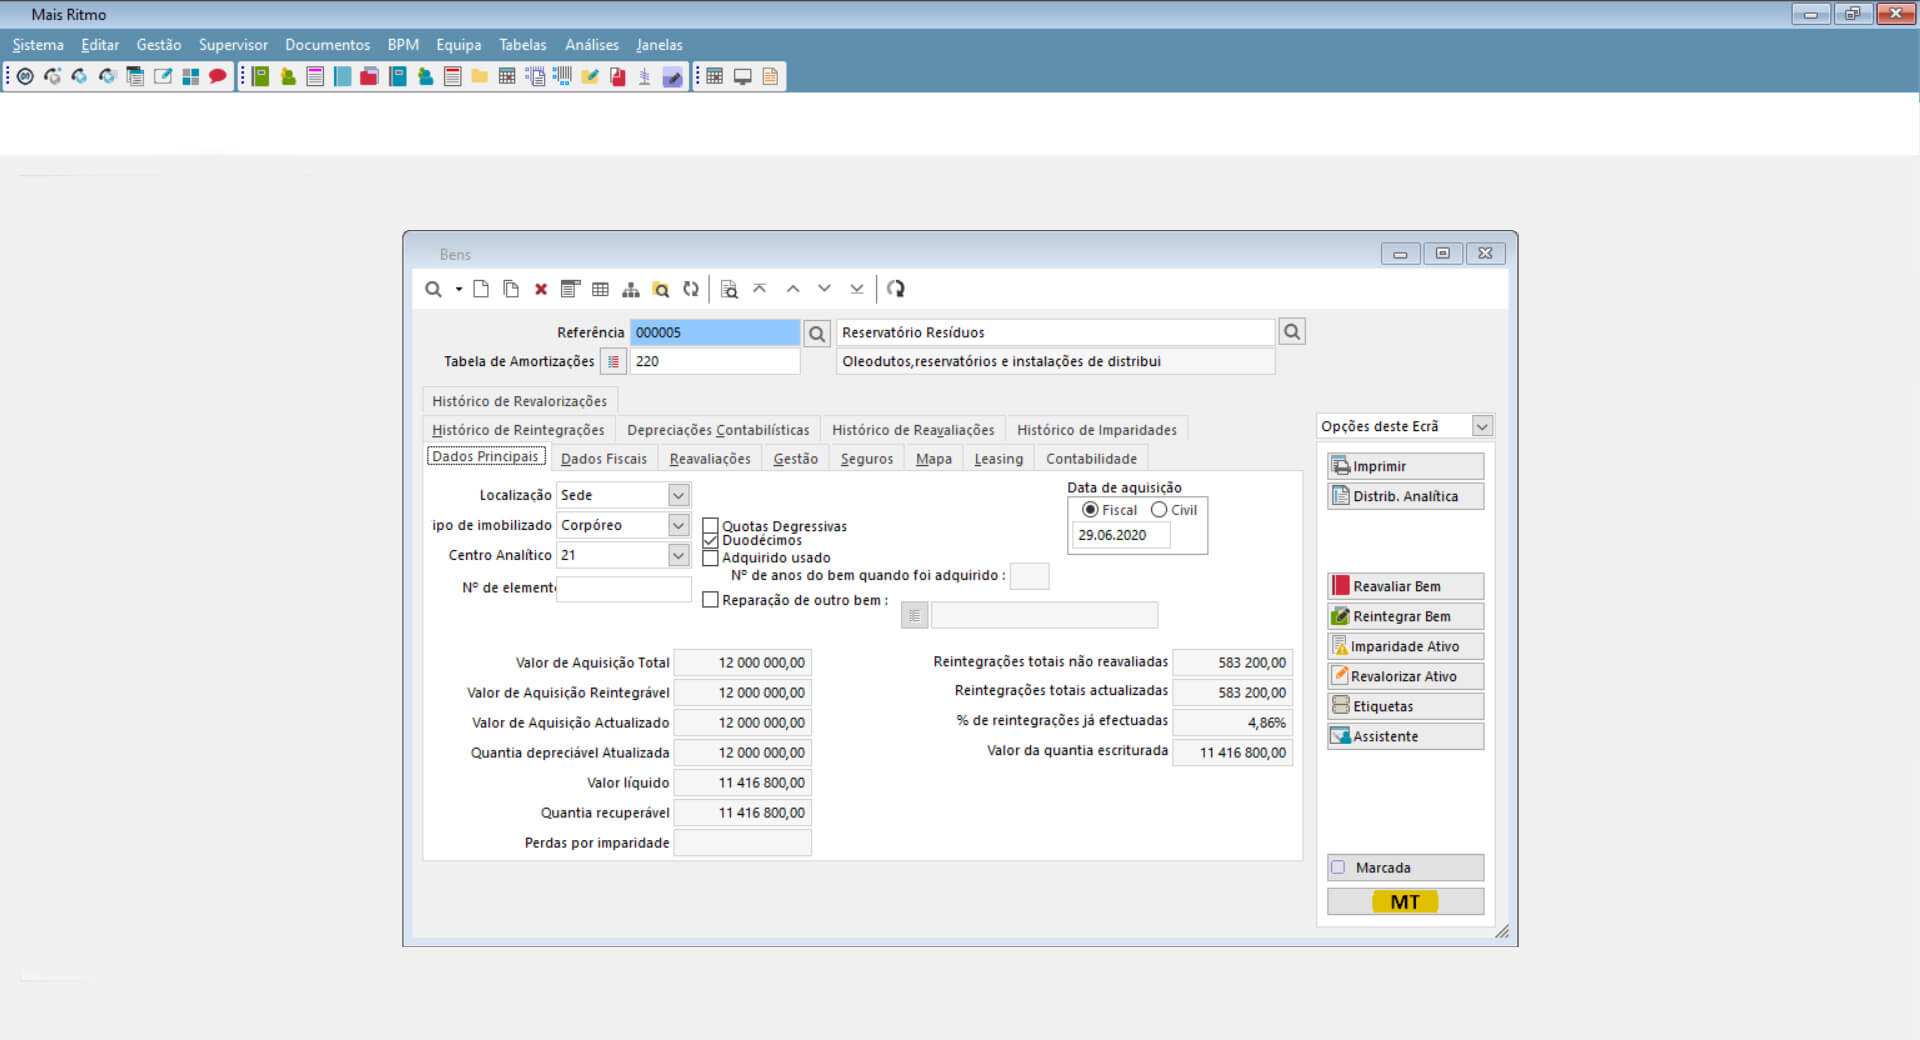 Mais Ritmo
Sistema Editar Gestão Supervisor Documentos BPM Equipa Tabelas Análises Janelas
Bens
Referência 000005 Reservatório Resíduos
Tabela de Amortizações 220 Oleodutos,reservatórios e instalações de distribui
Histórico de Revalorizações
Histórico de Reintegrações Depreciações Contabilísticas Histórico de Reavaliações Histórico de Imparidades
Dados Principais Dados Fiscais Reavaliações Gestão Seguros Mapa Leasing Contabilidade
Localização Sede
ipo de imobilizado Corpóreo
Centro Analítico 21
Nº de element
Quotas Degressivas
Duodécimos
Adquirido usado
Nº de anos do bem quando foi adquirido :
Reparação de outro bem :
Data de aquisição
Fiscal Civil
29.06.2020
Valor de Aquisição Total 12 000 000,00
Valor de Aquisição Reintegrável 12 000 000,00
Valor de Aquisição Actualizado 12 000 000,00
Quantia depreciável Atualizada 12 000 000,00
Valor líquido 11 416 800,00
Quantia recuperável 11 416 800,00
Perdas por imparidade
Reintegrações totais não reavaliadas 583 200,00
Reintegrações totais actualizadas 583 200,00
% de reintegrações já efectuadas 4,86%
Valor da quantia escriturada 11 416 800,00
Opções deste Ecrã
Imprimir
Distrib. Analítica
Reavaliar Bem
Reintegrar Bem
Imparidade Ativo
Revalorizar Ativo
Etiquetas
Assistente
Marcada
MT